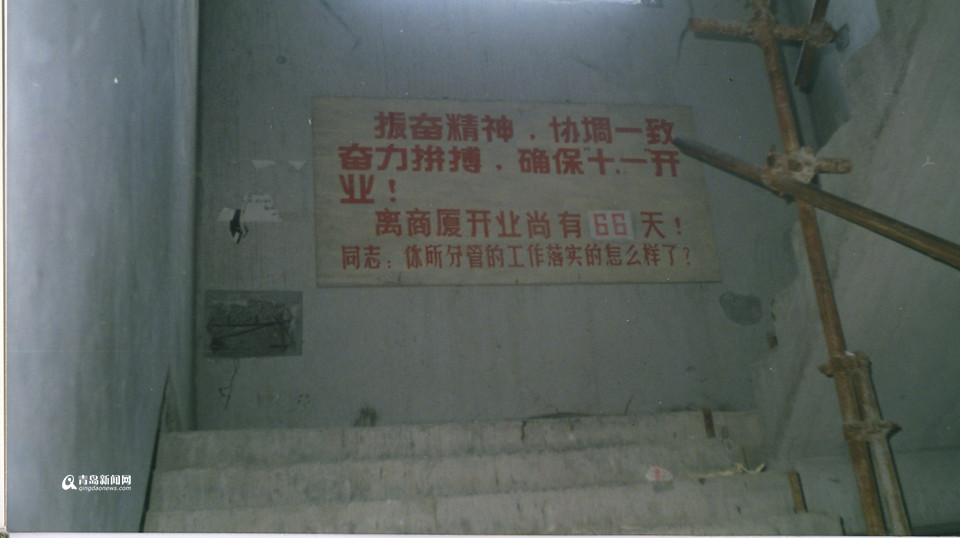 振奋精神，协调一致
奋力拼搏，确保“十.一”开
业！
离商厦开业尚有66天！
同志：你所分管的工作落实的怎么样了？
青岛新闻网
qingdaonews.com